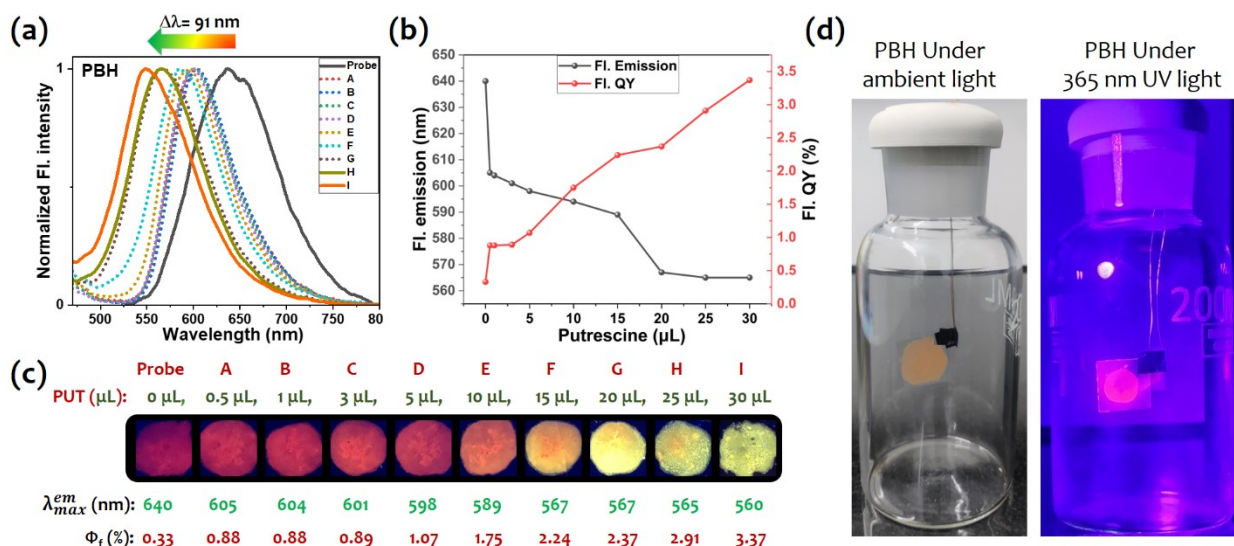 (a)
Δλ= 91 nm
PBH
Probe
A
B
C
D
E
F
G
H
I
Normalized Fl. intensity
1
0
500 550 600 650 700 750 80
Wavelength (nm)
(b)
Fl. Emission
Fl. QY
Fl. emission (nm)
650
640
630
620
610
600
590
580
570
560
0 5 10 15 20 25 30
Putrescine (µL)
3.5
3.0
2.5
2.0
1.5
1.0
0.5
0.0
Fl. QY (%)
(c)
Probe A B C D E F G H I
PUT (µL): 0 µL, 0.5 µL, 1 µL, 3 µL, 5 µL, 10 µL, 15 µL, 20 µL, 25 µL, 30 µL
λ em max (nm): 640 605 604 601 598 589 567 567 565 560
Φf (%): 0.33 0.88 0.88 0.89 1.07 1.75 2.24 2.37 2.91 3.37
(d)
PBH Under
ambient light
PBH Under
365 nm UV light
200